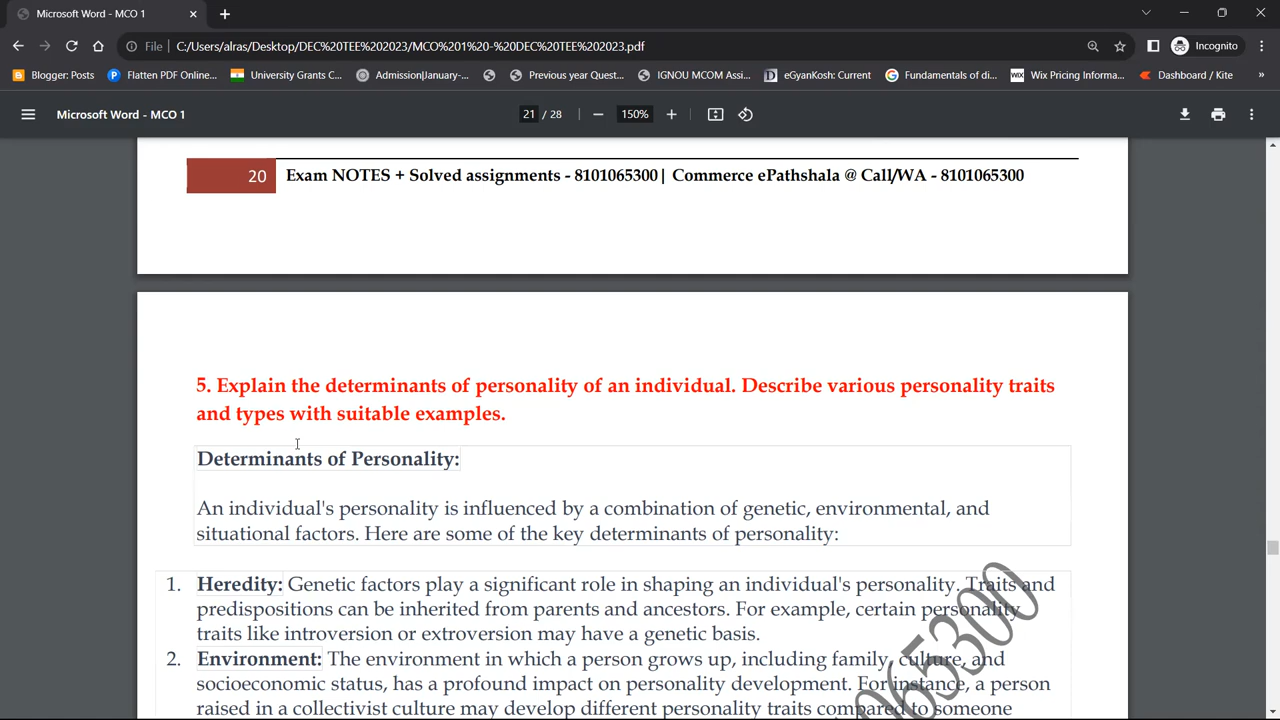 Microsoft Word - MCO 1
File C:/Users/alras/Desktop/DEC%20TEE%202023/MCO%201%20-%20DEC%20TEE%202023.pdf Incognito
Blogger: Posts Flatten PDF Online... University Grants C... Admission|January-... Previous year Quest... IGNOU MCOM Assi... eGyanKosh: Current Fundamentals of di... Wix Pricing Informa... Dashboard / Kite »
Microsoft Word - MCO 1 21 / 28 150%
20 Exam NOTES + Solved assignments - 8101065300| Commerce ePathshala @ Call/WA - 8101065300
5. Explain the determinants of personality of an individual. Describe various personality traits
and types with suitable examples.
Determinants of Personality:
An individual's personality is influenced by a combination of genetic, environmental, and
situational factors. Here are some of the key determinants of personality:
1. Heredity: Genetic factors play a significant role in shaping an individual's personality. Traits and
predispositions can be inherited from parents and ancestors. For example, certain personality
traits like introversion or extroversion may have a genetic basis.
2. Environment: The environment in which a person grows up, including family, culture, and
socioeconomic status, has a profound impact on personality development. For instance, a person
raised in a collectivist culture may develop different personality traits compared to someone
065300